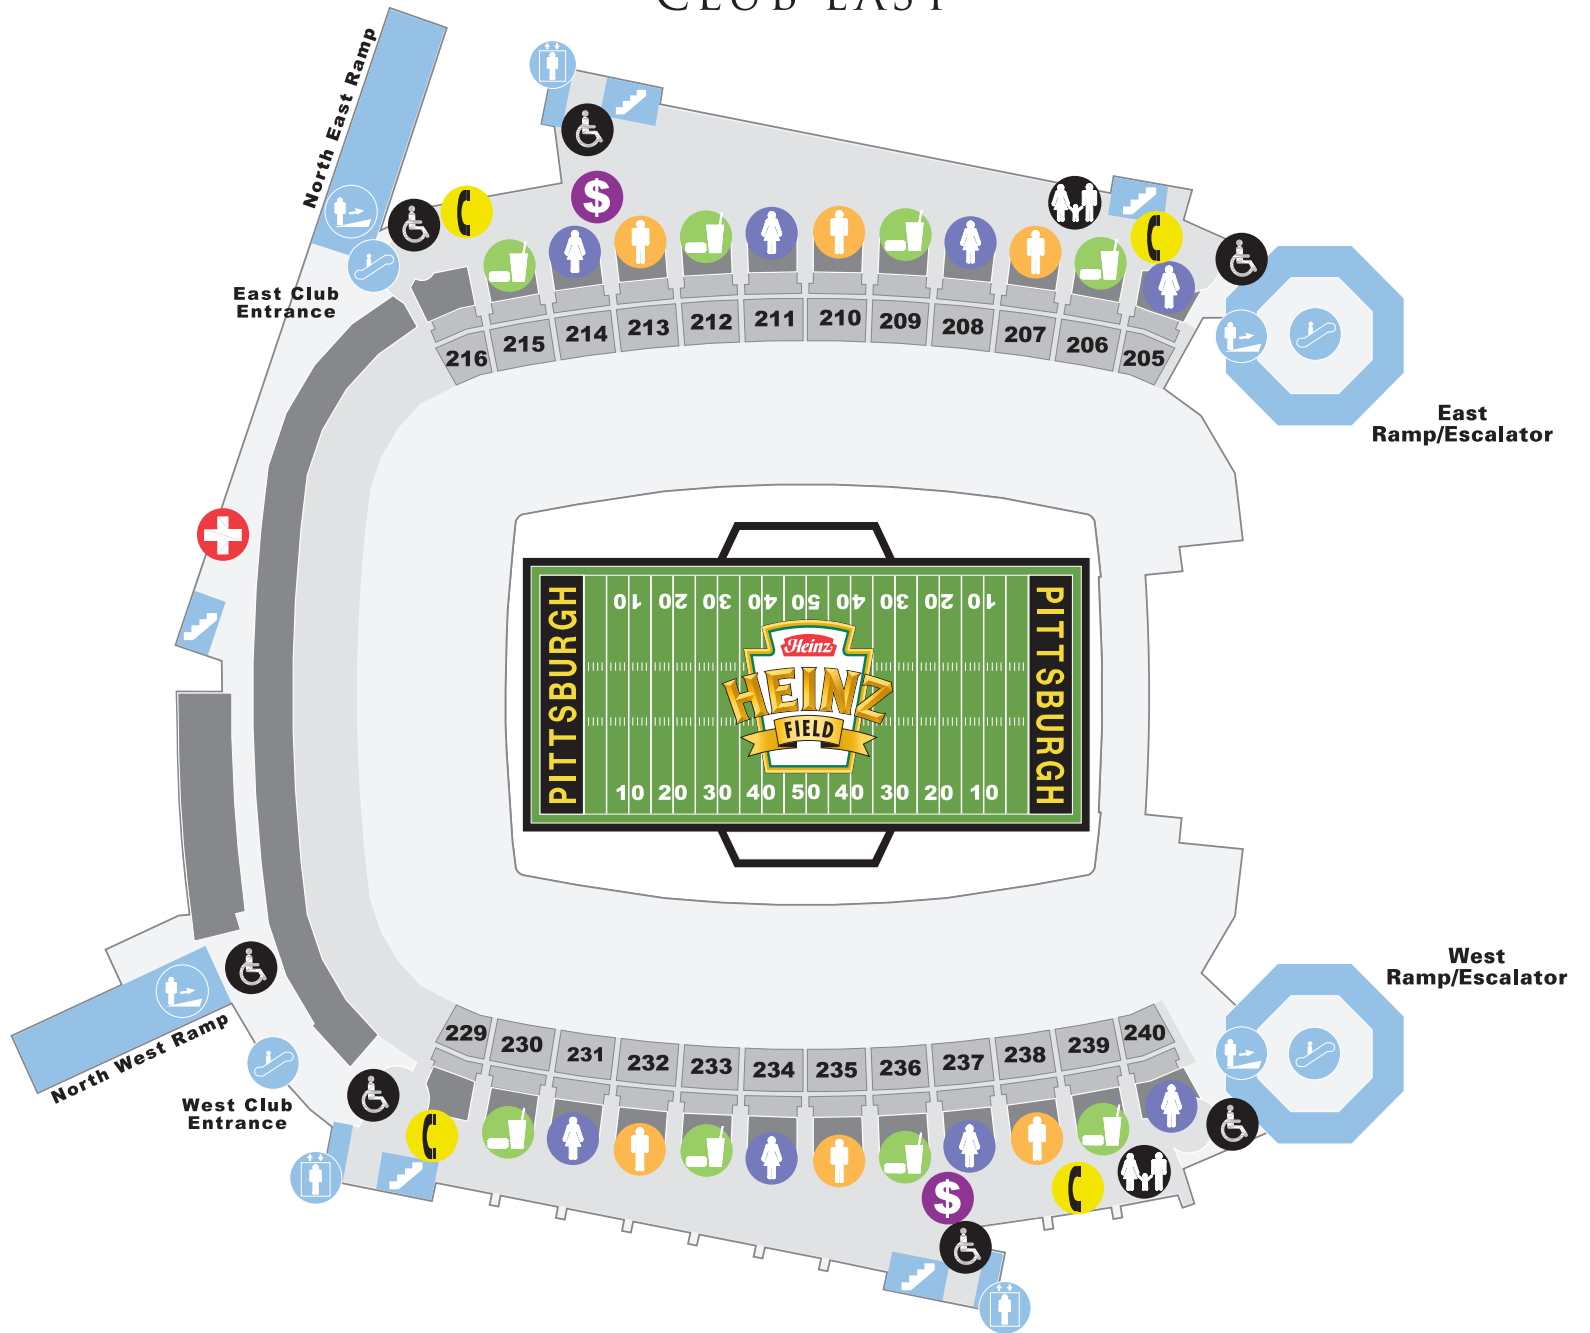 CLUB EAST
North East Ramp
East Club
Entrance
$
216 215 214 213 212 211 210 209 208 207 206 205
East
Ramp/Escalator
PITTSBURGH
10 20 30 40 50 40 30 20 10
Heinz
HEINZ
FIELD
10 20 30 40 50 40 30 20 10
PITTSBURGH
West
Ramp/Escalator
North West Ramp
West Club
Entrance
229 230 231 232 233 234 235 236 237 238 239 240
$